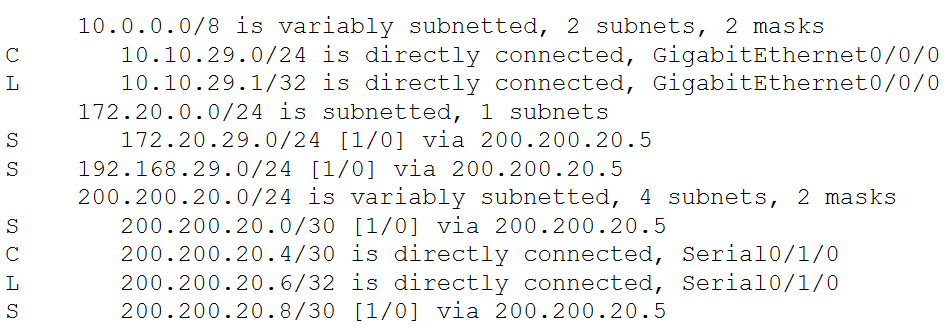 10.0.0.0/8 is variably subnetted, 2 subnets, 2 masks
C       10.10.29.0/24 is directly connected, GigabitEthernet0/0/0
L       10.10.29.1/32 is directly connected, GigabitEthernet0/0/0
     172.20.0.0/24 is subnetted, 1 subnets
S       172.20.29.0/24 [1/0] via 200.200.20.5
S    192.168.29.0/24 [1/0] via 200.200.20.5
     200.200.20.0/24 is variably subnetted, 4 subnets, 2 masks
S       200.200.20.0/30 [1/0] via 200.200.20.5
C       200.200.20.4/30 is directly connected, Serial0/1/0
L       200.200.20.6/32 is directly connected, Serial0/1/0
S       200.200.20.8/30 [1/0] via 200.200.20.5